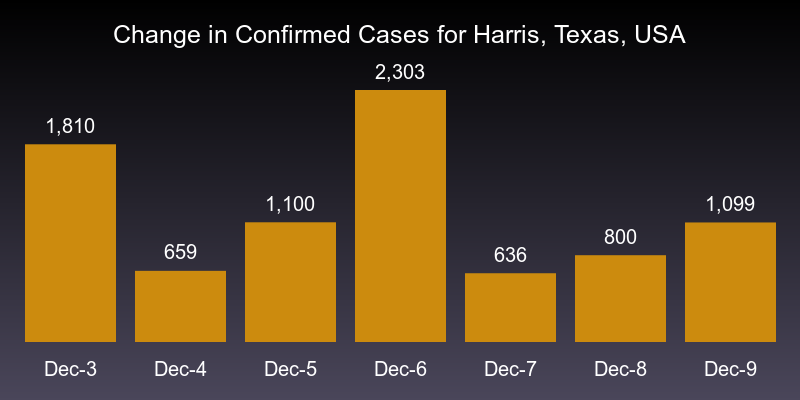 Change in Confirmed Cases for Harris, Texas, USA
1,810
659
1,100
2,303
636
800
1,099
Dec-3
Dec-4
Dec-5
Dec-6
Dec-7
Dec-8
Dec-9